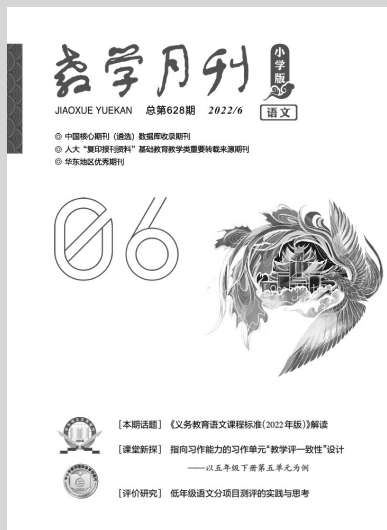 教学月刊
小学版
JIAOXUE YUEKAN 总第628期 2022/6 语文
◎ 中国核心期刊(遴选)数据库收录期刊
◎ 人大“复印报刊资料”基础教育教学类重要转载来源期刊
◎ 华东地区优秀期刊
06
[本期话题] 《义务教育语文课程标准(2022年版)》解读
[课堂新探] 指向习作能力的习作单元“教学评一致性”设计
——以五年级下册第五单元为例
[评价研究] 低年级语文分项目测评的实践与思考